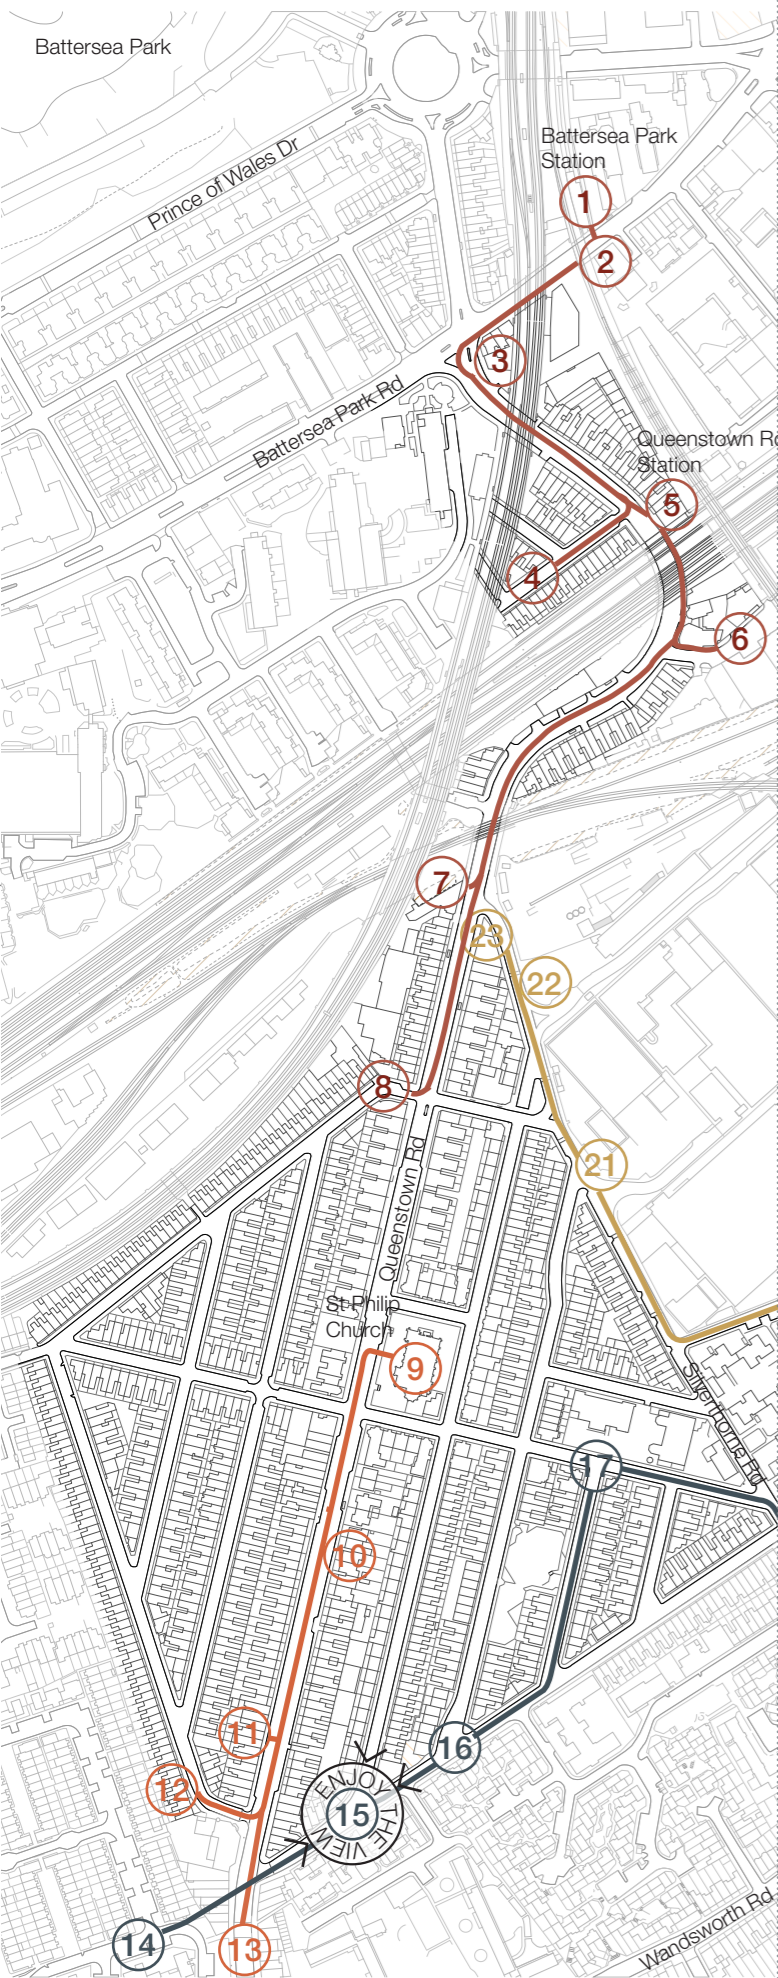 Battersea Park
Prince of Wales Dr
Battersea Park
Station
1
2
3
Battersea Park Rd
Queenstown Rd
Station
5
4
6
7
23
22
8
21
Queenstown Rd
St Philip
Church
9
Silverthorne Rd
17
10
11
16
12
ENJOY
THE VIEW
15
14
13
Wandsworth Rd